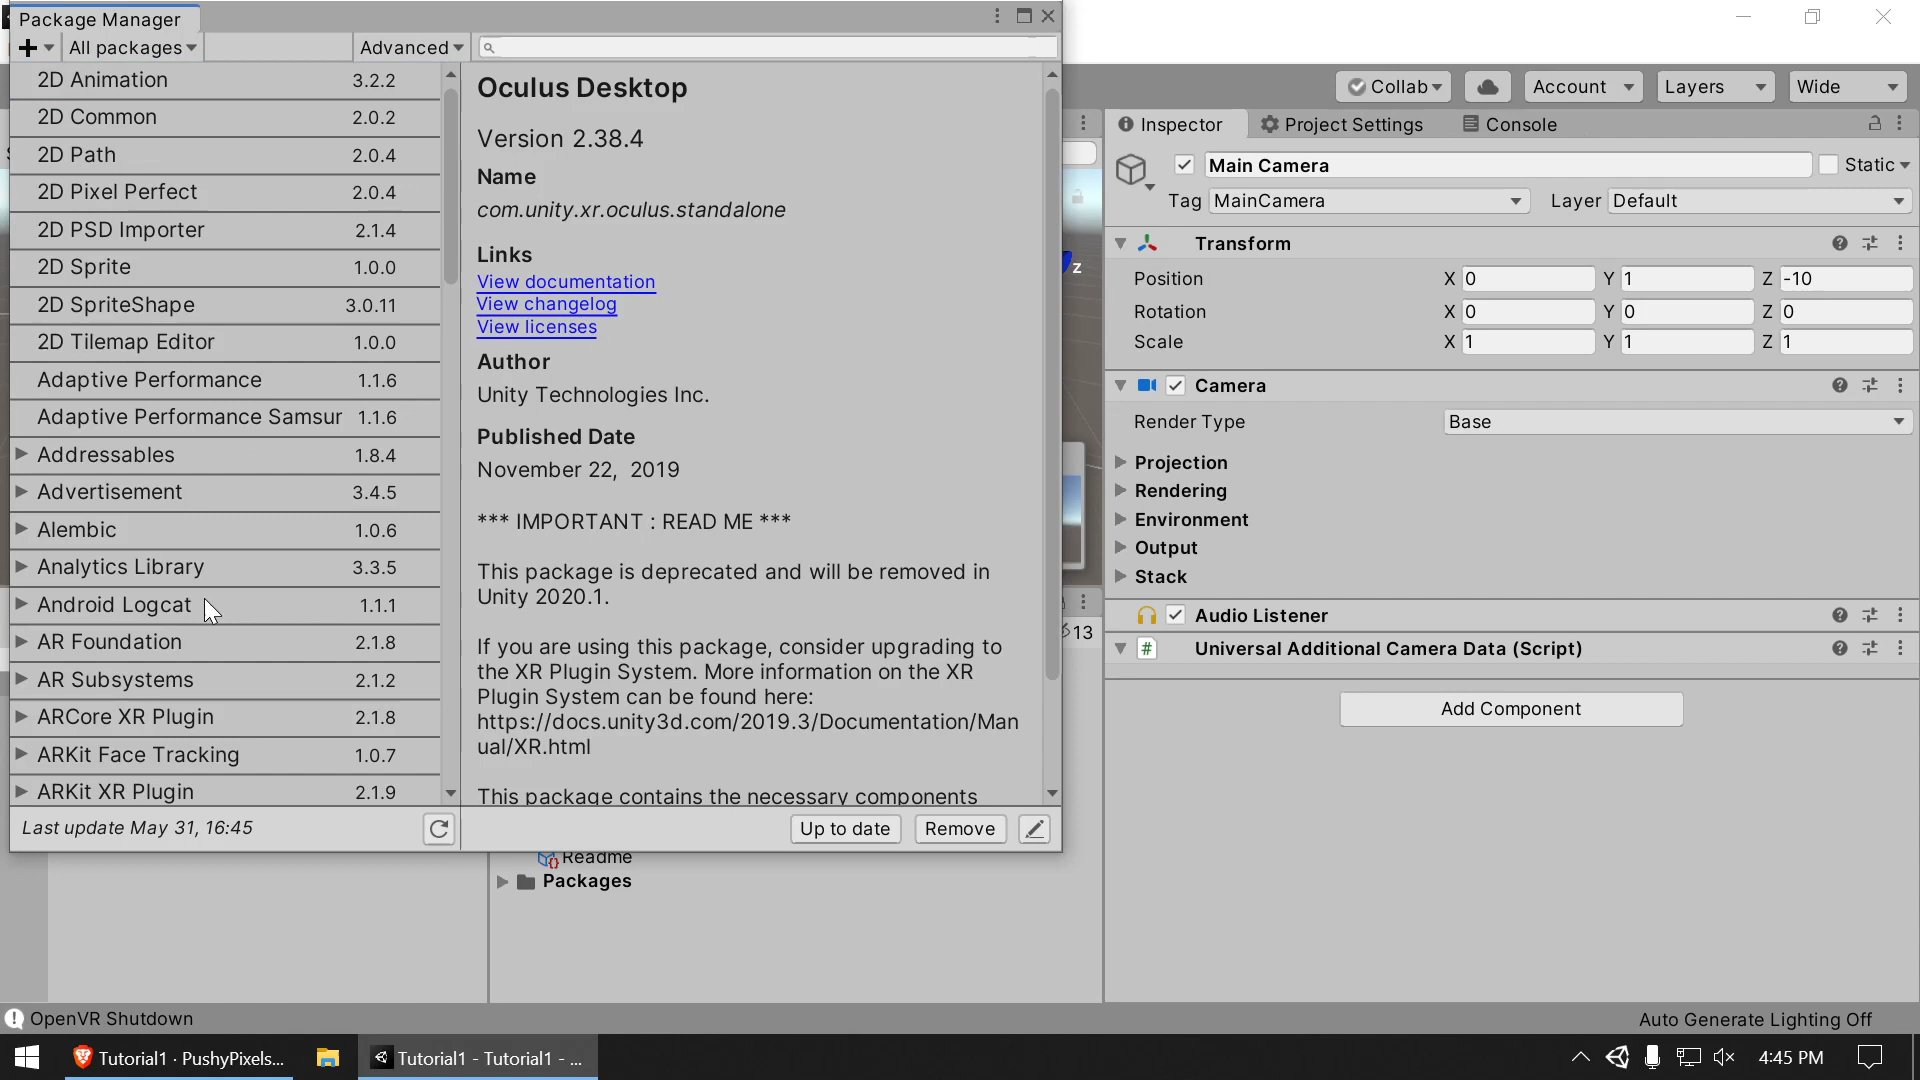 Package Manager
All packages
Advanced
2D Animation 3.2.2
2D Common 2.0.2
2D Path 2.0.4
2D Pixel Perfect 2.0.4
2D PSD Importer 2.1.4
2D Sprite 1.0.0
2D SpriteShape 3.0.11
2D Tilemap Editor 1.0.0
Adaptive Performance 1.1.6
Adaptive Performance Samsur 1.1.6
Addressables 1.8.4
Advertisement 3.4.5
Alembic 1.0.6
Analytics Library 3.3.5
Android Logcat 1.1.1
AR Foundation 2.1.8
AR Subsystems 2.1.2
ARCore XR Plugin 2.1.8
ARKit Face Tracking 1.0.7
ARKit XR Plugin 2.1.9
Last update May 31, 16:45
Oculus Desktop
Version 2.38.4
Name
com.unity.xr.oculus.standalone
Links
View documentation
View changelog
View licenses
Author
Unity Technologies Inc.
Published Date
November 22, 2019
*** IMPORTANT : READ ME ***
This package is deprecated and will be removed in
Unity 2020.1.
If you are using this package, consider upgrading to
the XR Plugin System. More information on the XR
Plugin System can be found here:
https://docs.unity3d.com/2019.3/Documentation/Man
ual/XR.html
This package contains the necessary components
Up to date
Remove
Readme
Packages
z
13
Collab
Account
Layers
Wide
Inspector
Project Settings
Console
Main Camera
Static
Tag MainCamera
Layer Default
Transform
Position X 0 Y 1 Z -10
Rotation X 0 Y 0 Z 0
Scale X 1 Y 1 Z 1
Camera
Render Type Base
Projection
Rendering
Environment
Output
Stack
Audio Listener
# Universal Additional Camera Data (Script)
Add Component
OpenVR Shutdown
Auto Generate Lighting Off
Tutorial1 · PushyPixels...
Tutorial1 - Tutorial1 - ...
4:45 PM